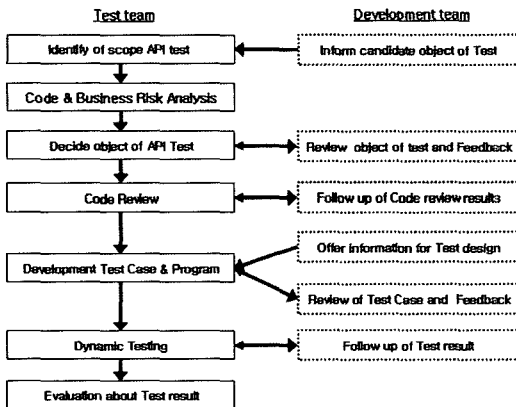 Test team
Development team
Identify of scope API test
Inform candidate object of Test
Code & Business Risk Analysis
Decide object of API Test
Review object of test and Feedback
Code Review
Follow up of Code review results
Offer information for Test design
Development Test Case & Program
Review of Test Case and Feedback
Dynamic Testing
Follow up of Test result
Evaluation about Test result